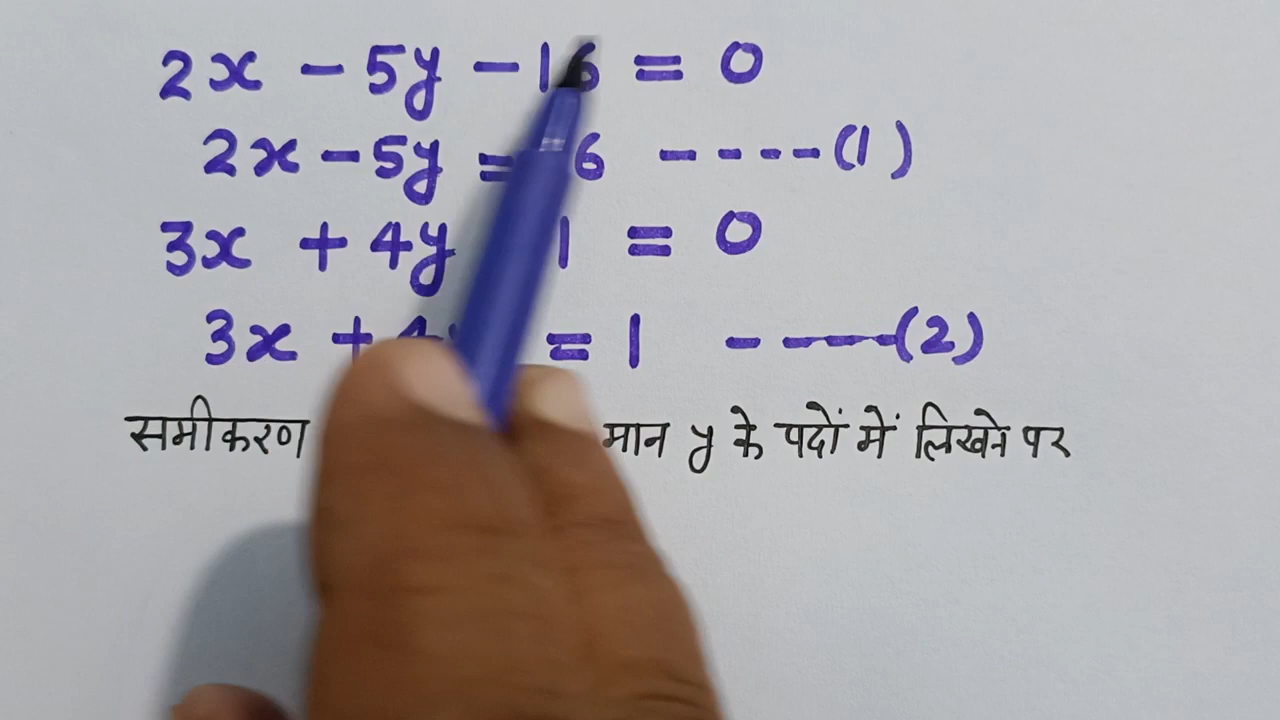 2x - 5y - 16 = 0
2x - 5y = 6 ----(1)
3x + 4y 1 = 0
3x + 4y = 1 ----(2)
समीकरण मान y के पदों में लिखने पर